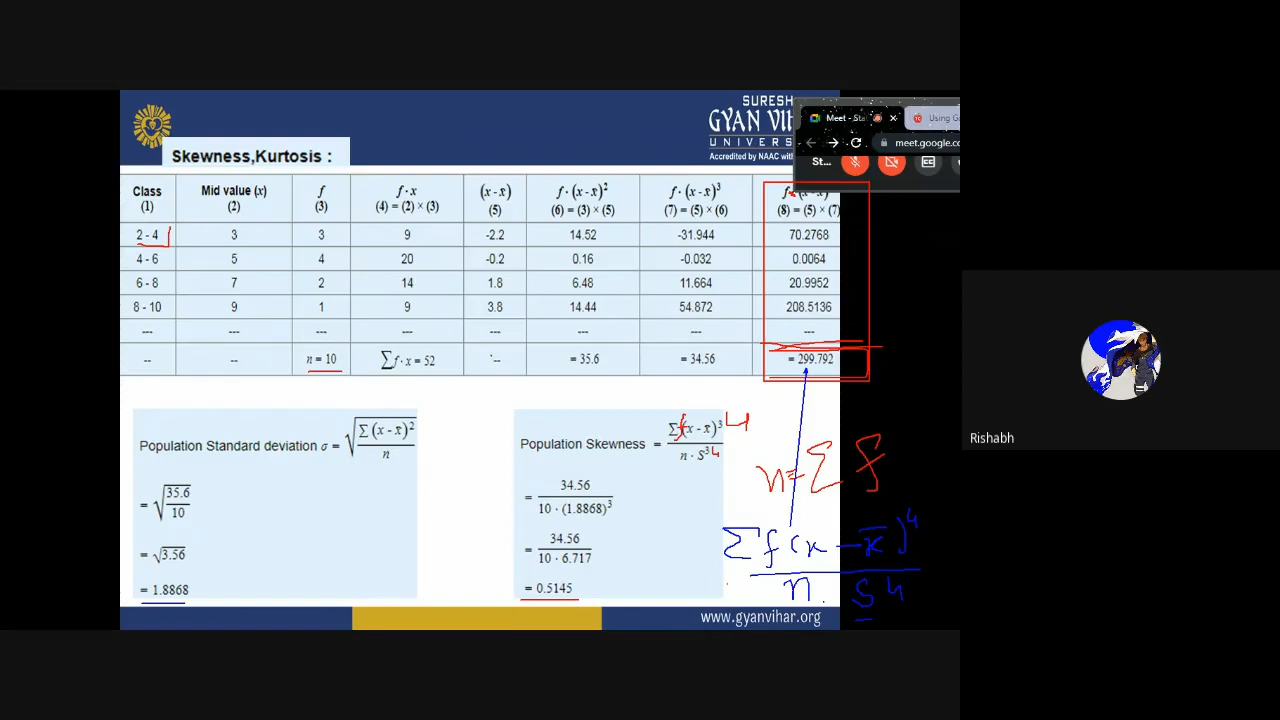 SURESH
GYAN VIH
UNIVERS
Accredited by NAAC with
Meet - Sta
Using G
meet.google.co
St...
Skewness,Kurtosis :
Class Mid value (x) f f·x (x-x̄) f·(x-x̄)² f·(x-x̄)³
(1) (2) (3) (4) = (2) × (3) (5) (6) = (3) × (5) (7) = (5) × (6) (8) = (5) × (7)
2 - 4 3 3 9 -2.2 14.52 -31.944 70.2768
4 - 6 5 4 20 -0.2 0.16 -0.032 0.0064
6 - 8 7 2 14 1.8 6.48 11.664 20.9952
8 - 10 9 1 9 3.8 14.44 54.872 208.5136
--- --- --- --- --- --- --- ---
-- -- n = 10 ∑f·x = 52 -- = 35.6 = 34.56 = 299.792
Population Standard deviation σ = √(∑(x-x̄)²/n)
= √(35.6/10)
= √3.56
= 1.8868
Population Skewness = ∑f(x-x̄)³ 4 / n·S³ 4
= 34.56 / 10·(1.8868)³
= 34.56 / 10·6.717
= 0.5145
n = ∑ f
∑f(x-x̄)⁴
n. S4
www.gyanvihar.org
Rishabh